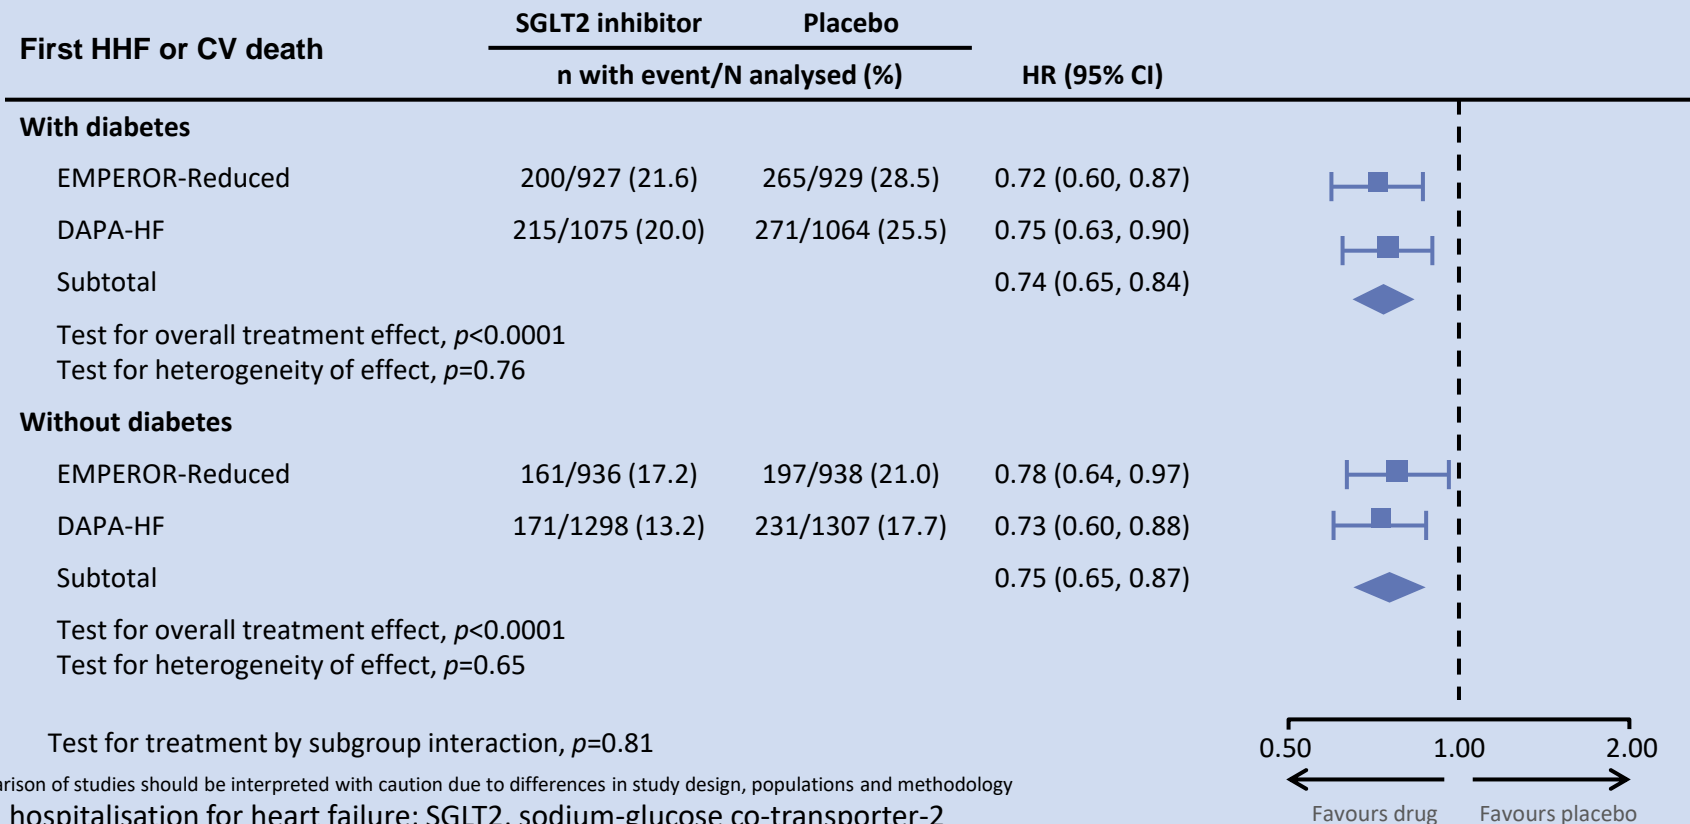 SGLT2 inhibitor Placebo
First HHF or CV death
n with event/N analysed (%) HR (95% CI)
With diabetes
EMPEROR-Reduced 200/927 (21.6) 265/929 (28.5) 0.72 (0.60, 0.87)
DAPA-HF 215/1075 (20.0) 271/1064 (25.5) 0.75 (0.63, 0.90)
Subtotal 0.74 (0.65, 0.84)
Test for overall treatment effect, p<0.0001
Test for heterogeneity of effect, p=0.76
Without diabetes
EMPEROR-Reduced 161/936 (17.2) 197/938 (21.0) 0.78 (0.64, 0.97)
DAPA-HF 171/1298 (13.2) 231/1307 (17.7) 0.73 (0.60, 0.88)
Subtotal 0.75 (0.65, 0.87)
Test for overall treatment effect, p<0.0001
Test for heterogeneity of effect, p=0.65
Test for treatment by subgroup interaction, p=0.81
0.50 1.00 2.00
of studies should be interpreted with caution due to differences in study design, populations and methodology
hospitalisation for heart failure; SGLT2, sodium-glucose co-transporter-2
Favours drug Favours placebo